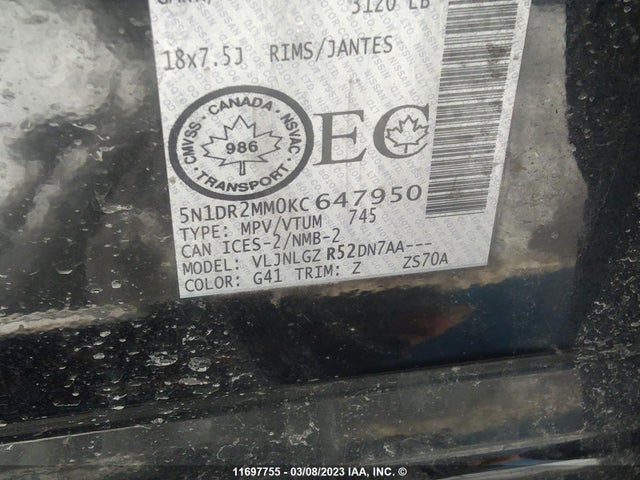 3120 LB
18x7.5J RIMS/JANTES
CMVSS · CANADA · NSVAC
986
TRANSPORT
EC
5N1DR2MM0KC647950
TYPE: MPV/VTUM 745
CAN ICES-2/NMB-2
MODEL: VLJNLGZ R52DN7AA---
COLOR: G41 TRIM: Z ZS70A
11697755 — 03/08/2023 IAA, INC. ©